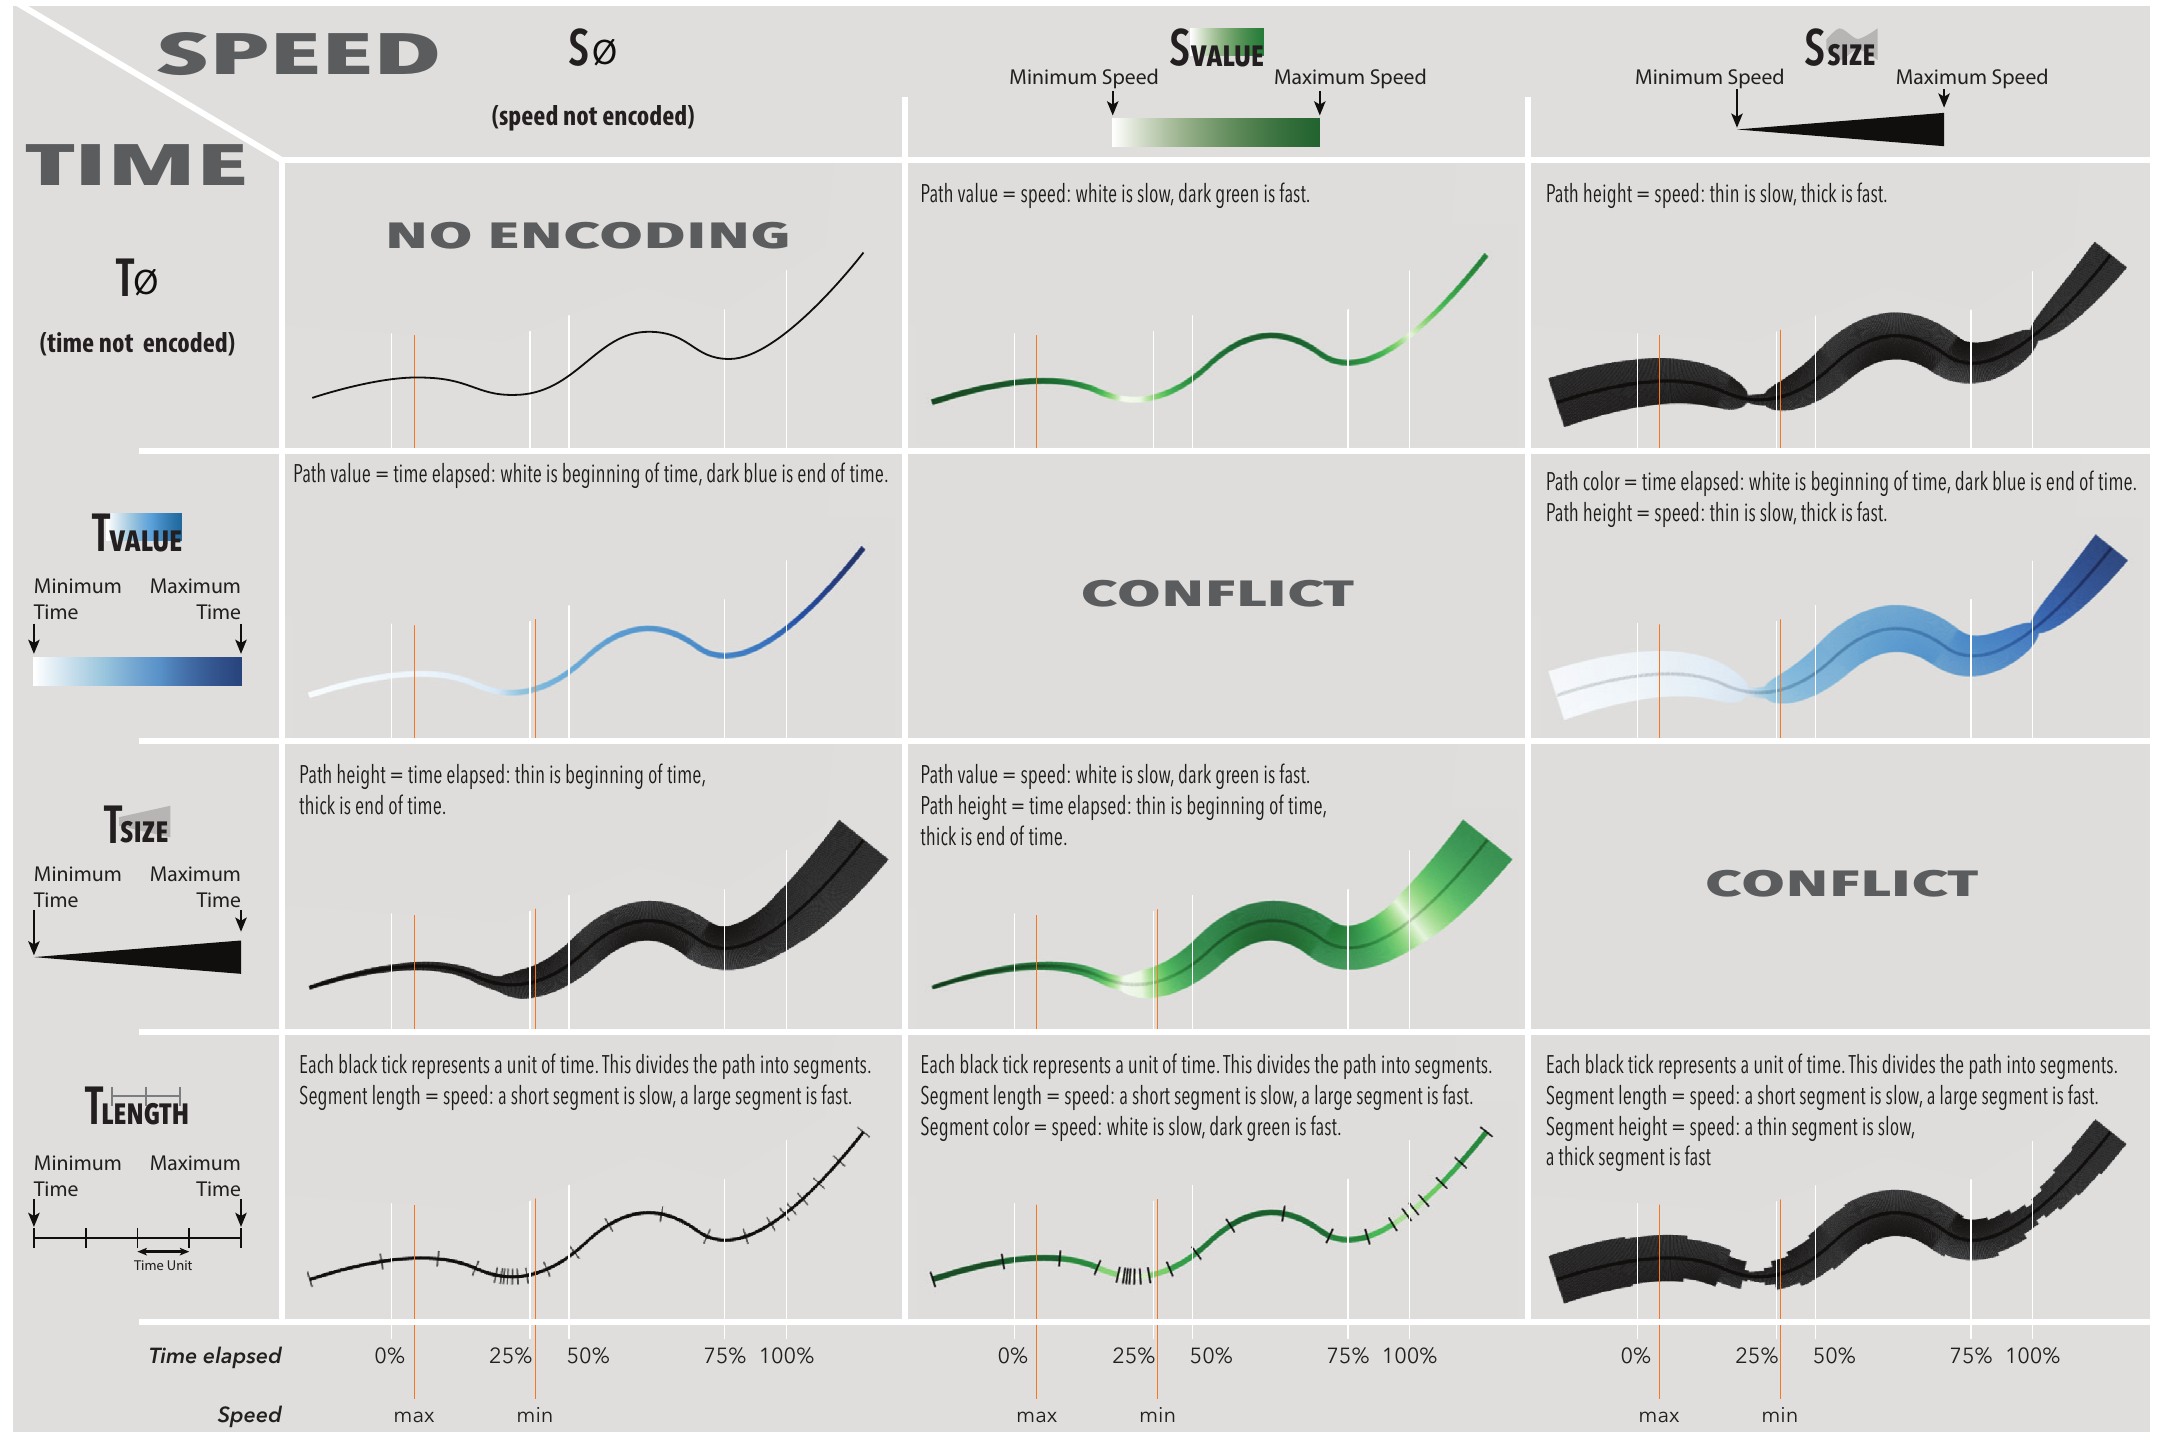 SPEED
TIME
SØ
(speed not encoded)
SVALUE
Minimum Speed
Maximum Speed
SSIZE
Minimum Speed
Maximum Speed
TØ
(time not encoded)
NO ENCODING
Path value = speed: white is slow, dark green is fast.
Path height = speed: thin is slow, thick is fast.
TVALUE
Minimum Time
Maximum Time
Path value = time elapsed: white is beginning of time, dark blue is end of time.
CONFLICT
Path color = time elapsed: white is beginning of time, dark blue is end of time.
Path height = speed: thin is slow, thick is fast.
TSIZE
Minimum Time
Maximum Time
Path height = time elapsed: thin is beginning of time,
thick is end of time.
Path value = speed: white is slow, dark green is fast.
Path height = time elapsed: thin is beginning of time,
thick is end of time.
CONFLICT
TLENGTH
Minimum Time
Maximum Time
Time Unit
Each black tick represents a unit of time. This divides the path into segments.
Segment length = speed: a short segment is slow, a large segment is fast.
Each black tick represents a unit of time. This divides the path into segments.
Segment length = speed: a short segment is slow, a large segment is fast.
Segment color = speed: white is slow, dark green is fast.
Each black tick represents a unit of time. This divides the path into segments.
Segment length = speed: a short segment is slow, a large segment is fast.
Segment height = speed: a thin segment is slow,
a thick segment is fast
Time elapsed 0% 25% 50% 75% 100% 0% 25% 50% 75% 100% 0% 25% 50% 75% 100%
Speed max min max min max min